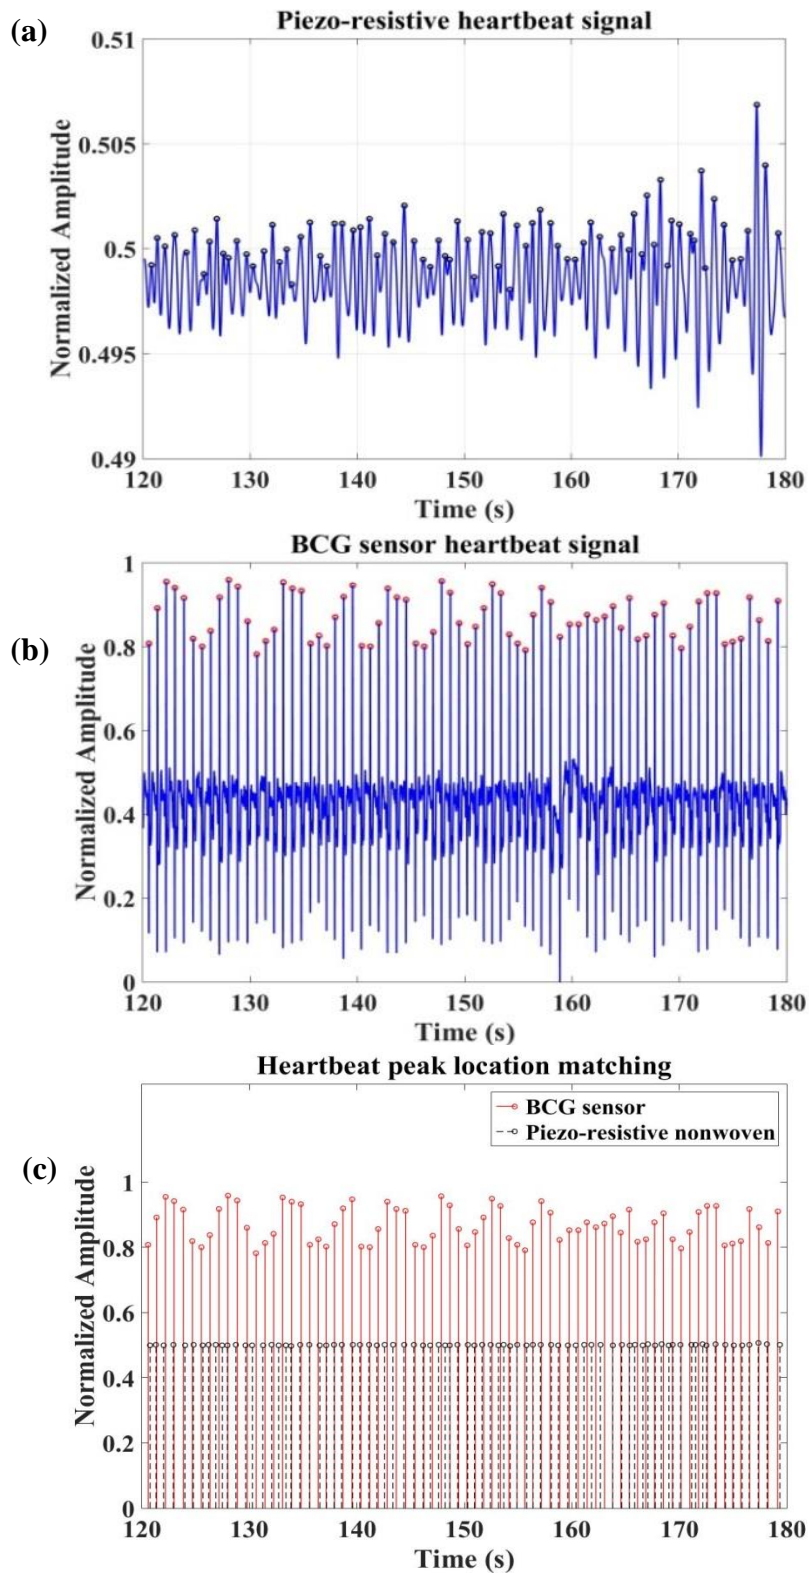 (a)
Piezo-resistive heartbeat signal
0.51
0.505
0.5
0.495
0.49
Normalized Amplitude
120 130 140 150 160 170 180
Time (s)
(b)
BCG sensor heartbeat signal
1
0.8
0.6
0.4
0.2
0
Normalized Amplitude
120 130 140 150 160 170 180
Time (s)
(c)
Heartbeat peak location matching
BCG sensor
Piezo-resistive nonwoven
1
0.8
0.6
0.4
0.2
0
Normalized Amplitude
120 130 140 150 160 170 180
Time (s)